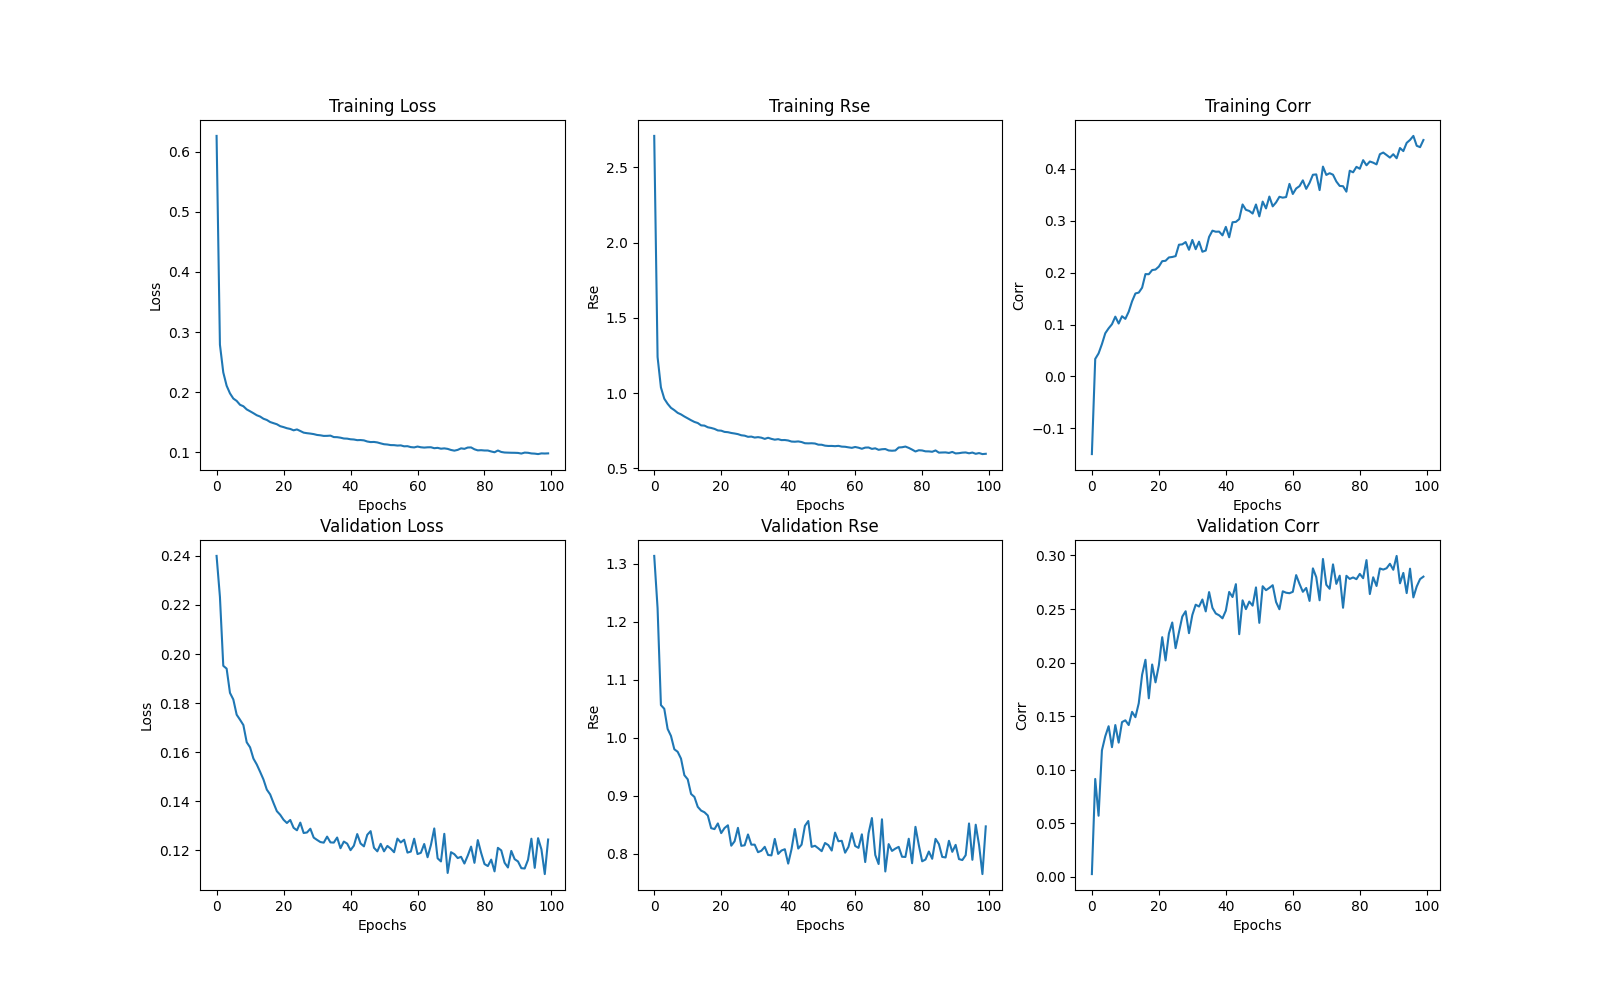 Training Loss
Loss
0.6
0.5
0.4
0.3
0.2
0.1
0 20 40 60 80 100
Epochs
Training Rse
Rse
2.5
2.0
1.5
1.0
0.5
0 20 40 60 80 100
Epochs
Training Corr
Corr
0.4
0.3
0.2
0.1
0.0
−0.1
0 20 40 60 80 100
Epochs
Validation Loss
Loss
0.24
0.22
0.20
0.18
0.16
0.14
0.12
0 20 40 60 80 100
Epochs
Validation Rse
Rse
1.3
1.2
1.1
1.0
0.9
0.8
0 20 40 60 80 100
Epochs
Validation Corr
Corr
0.30
0.25
0.20
0.15
0.10
0.05
0.00
0 20 40 60 80 100
Epochs